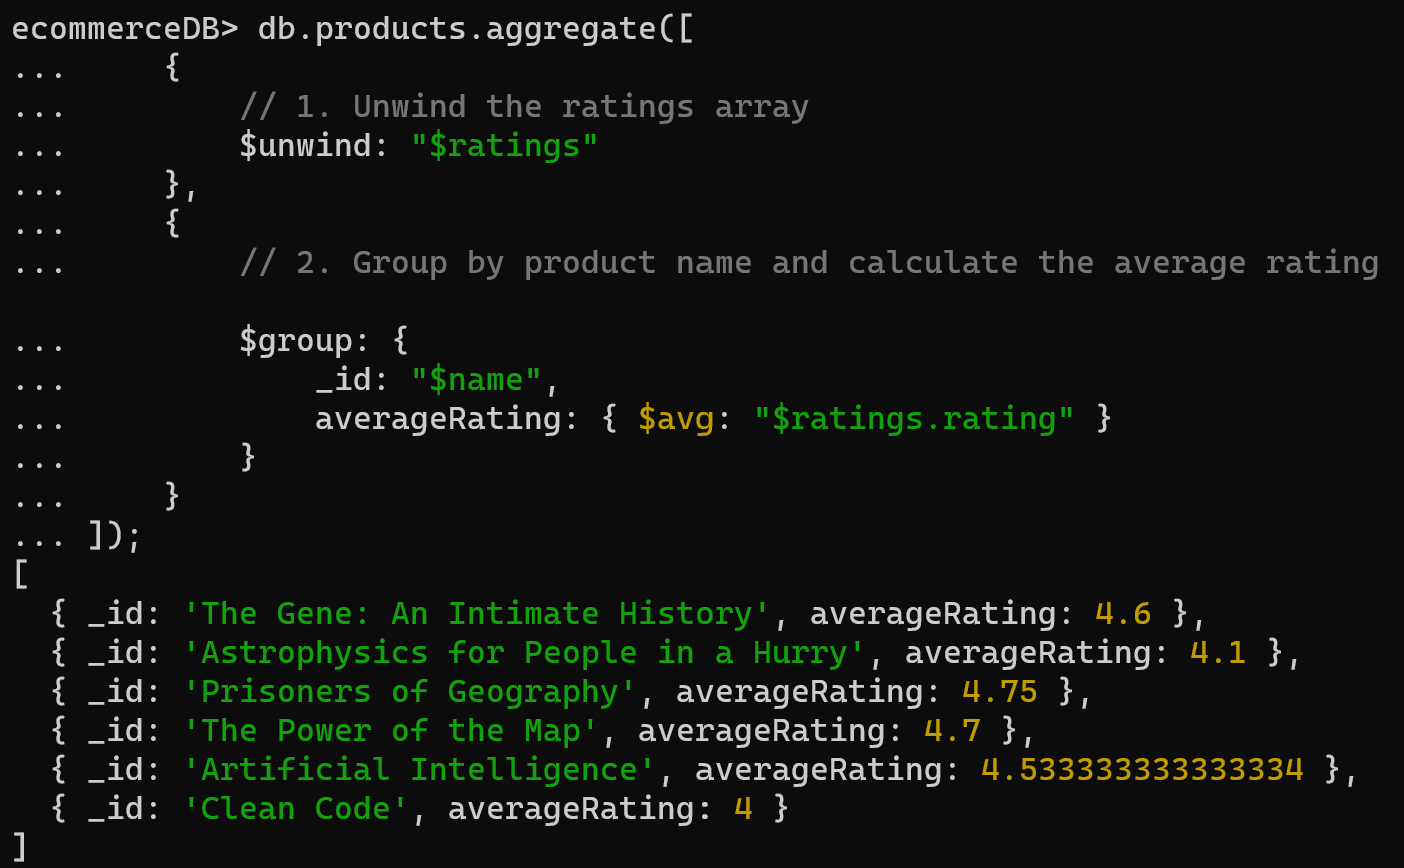 ecommerceDB> db.products.aggregate([
...     {
...         // 1. Unwind the ratings array
...         $unwind: "$ratings"
...     },
...     {
...         // 2. Group by product name and calculate the average rating
...         $group: {
...             _id: "$name",
...             averageRating: { $avg: "$ratings.rating" }
...         }
...     }
... ]);
[
  { _id: 'The Gene: An Intimate History', averageRating: 4.6 },
  { _id: 'Astrophysics for People in a Hurry', averageRating: 4.1 },
  { _id: 'Prisoners of Geography', averageRating: 4.75 },
  { _id: 'The Power of the Map', averageRating: 4.7 },
  { _id: 'Artificial Intelligence', averageRating: 4.533333333333334 },
  { _id: 'Clean Code', averageRating: 4 }
]